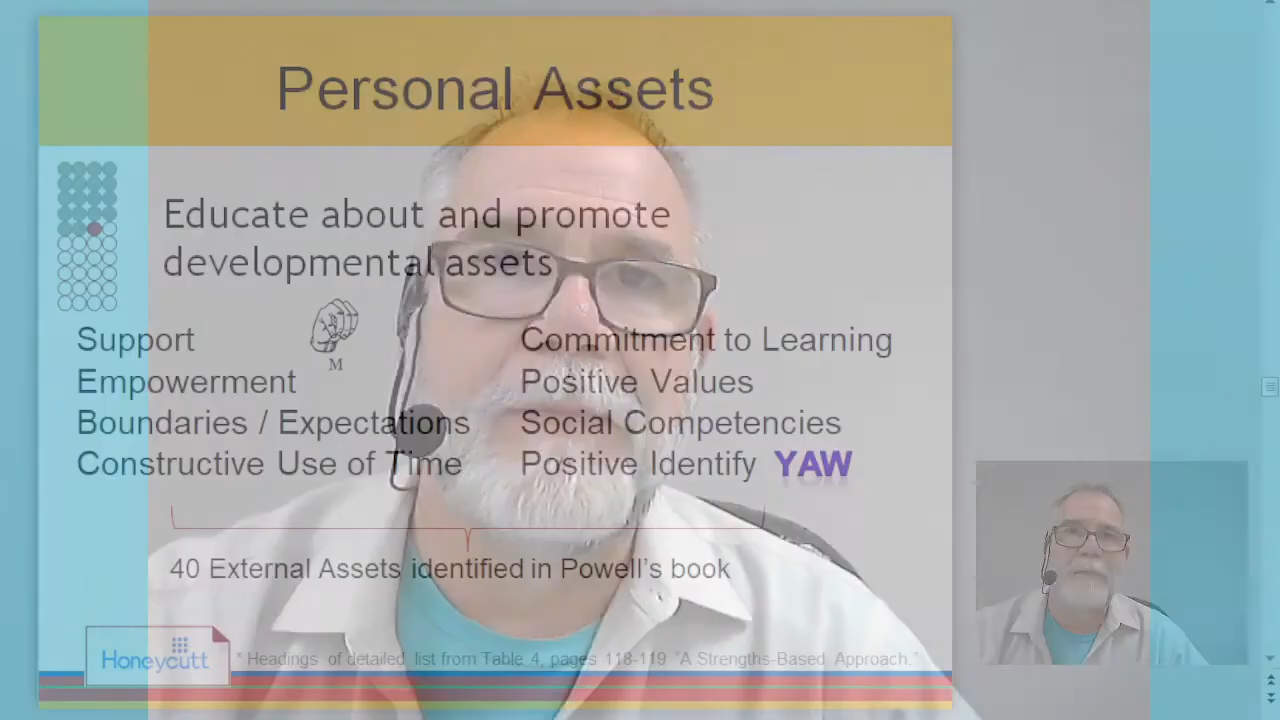 Personal Assets
Educate about and promote
developmental assets
Support
Empowerment
Boundaries / Expectations
Constructive Use of Time
M
Commitment to Learning
Positive Values
Social Competencies
Positive Identify YAW
40 External Assets identified in Powell's book
Honeycutt
* Headings of detailed list from Table 4, pages 118-119 "A Strengths-Based Approach."